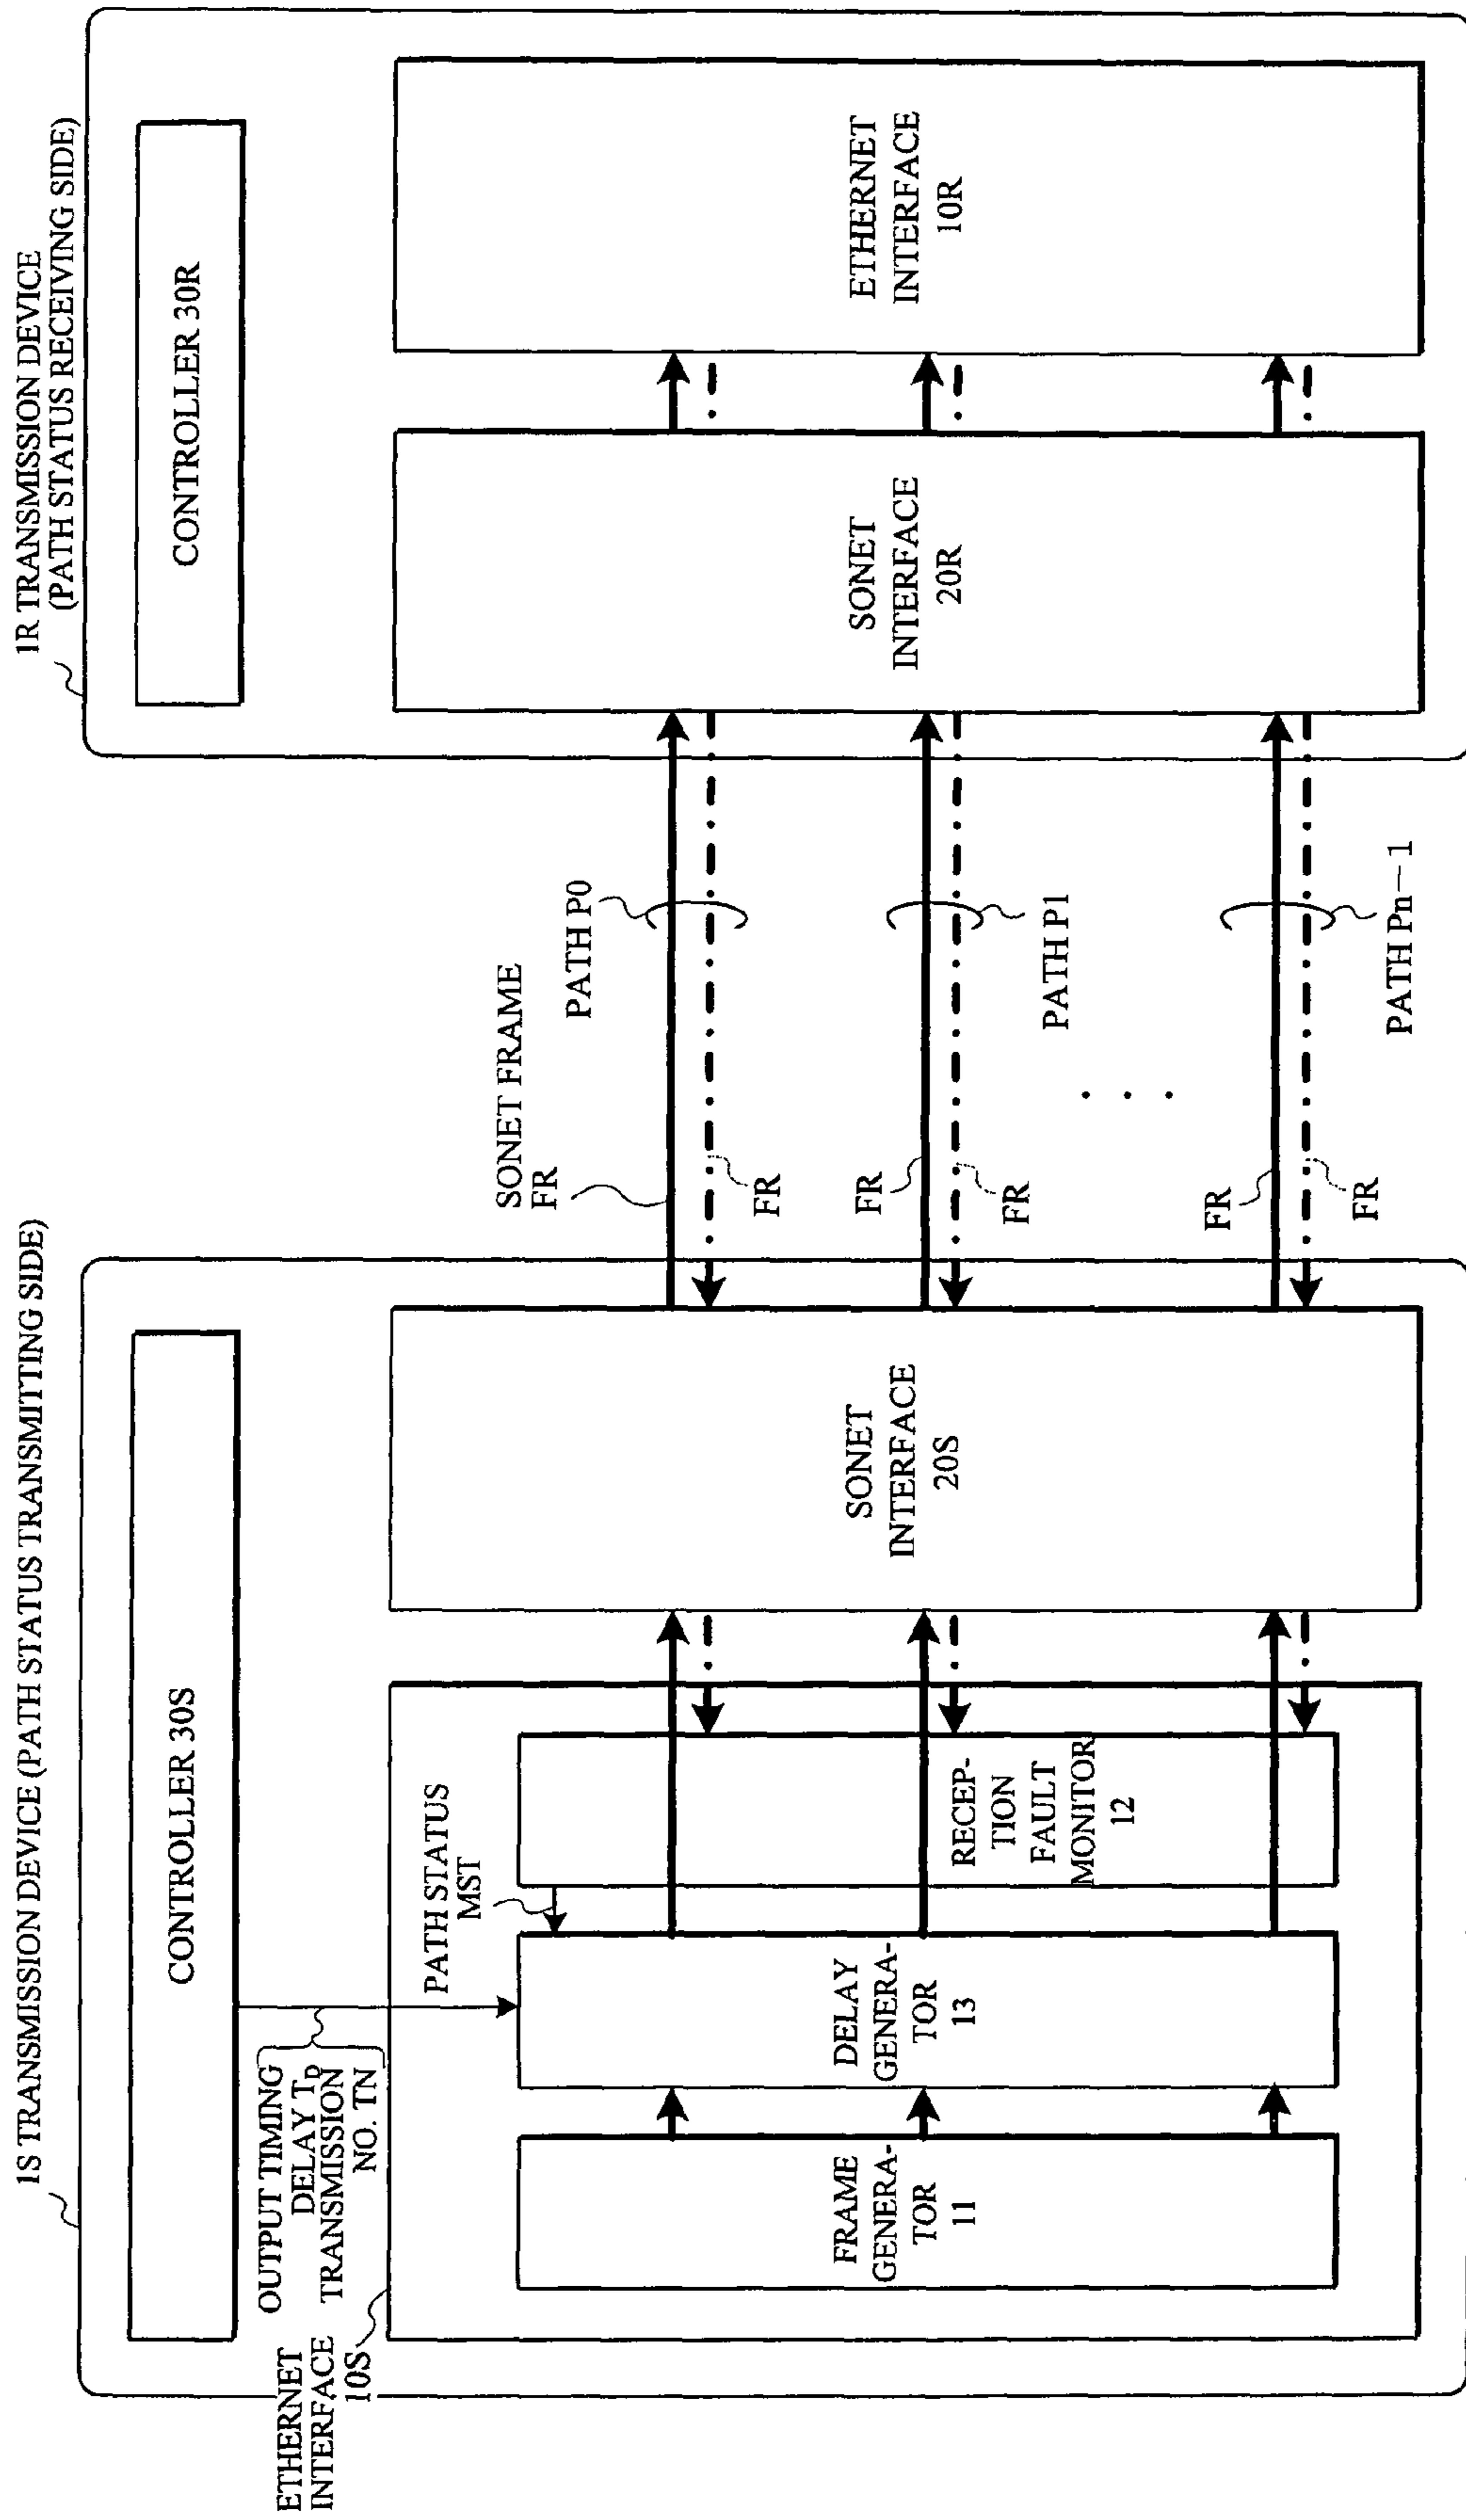 1S TRANSMISSION DEVICE (PATH STATUS TRANSMITTING SIDE)
CONTROLLER 30S
ETHERNET
INTERFACE
10S
OUTPUT TIMING
DELAY TD
TRANSMISSION
NO. TN
PATH STATUS
MST
FRAME
GENERA-
TOR
11
DELAY
GENERA-
TOR
13
RECEP-
TION
FAULT
MONITOR
12
SONET
INTERFACE
20S
SONET FRAME
FR
PATH P0
FR
FR
FR
PATH P1
. . .
FR
FR
PATH Pn-1
1R TRANSMISSION DEVICE
(PATH STATUS RECEIVING SIDE)
CONTROLLER 30R
SONET
INTERFACE
20R
ETHERNET
INTERFACE
10R